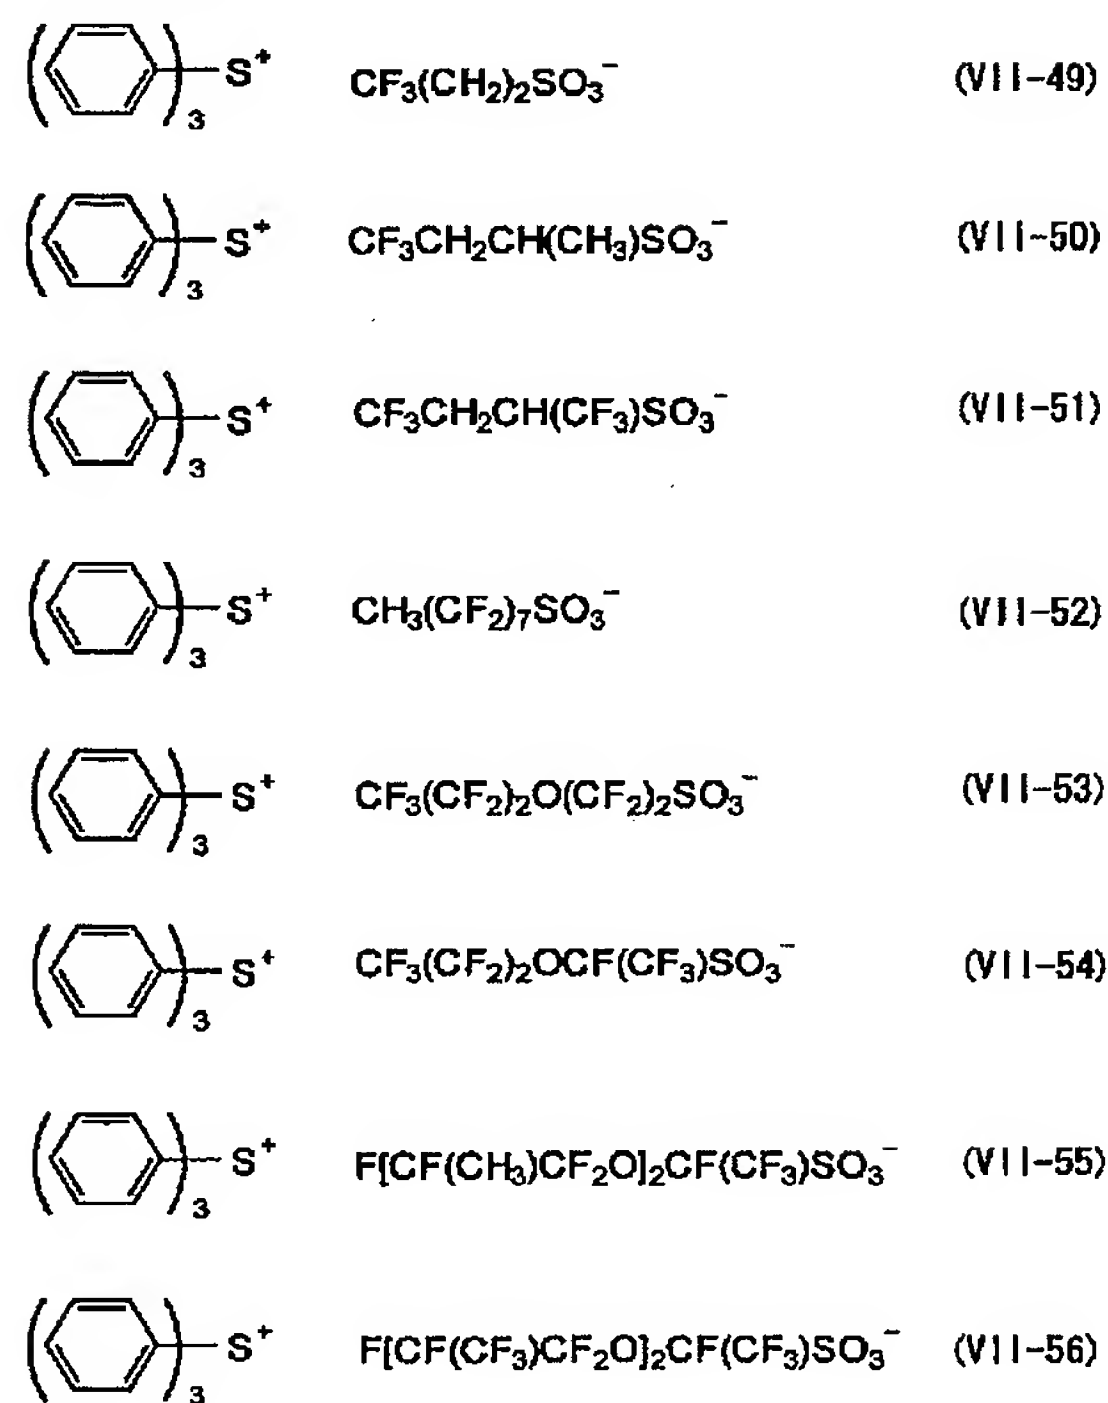 ( )₃ S⁺ CF₃(CH₂)₂SO₃⁻ (VII-49)
( )₃ S⁺ CF₃CH₂CH(CH₃)SO₃⁻ (VII-50)
( )₃ S⁺ CF₃CH₂CH(CF₃)SO₃⁻ (VII-51)
( )₃ S⁺ CH₃(CF₂)₇SO₃⁻ (VII-52)
( )₃ S⁺ CF₃(CF₂)₂O(CF₂)₂SO₃⁻ (VII-53)
( )₃ S⁺ CF₃(CF₂)₂OCF(CF₃)SO₃⁻ (VII-54)
( )₃ S⁺ F[CF(CH₃)CF₂O]₂CF(CF₃)SO₃⁻ (VII-55)
( )₃ S⁺ F[CF(CF₃)CF₂O]₂CF(CF₃)SO₃⁻ (VII-56)